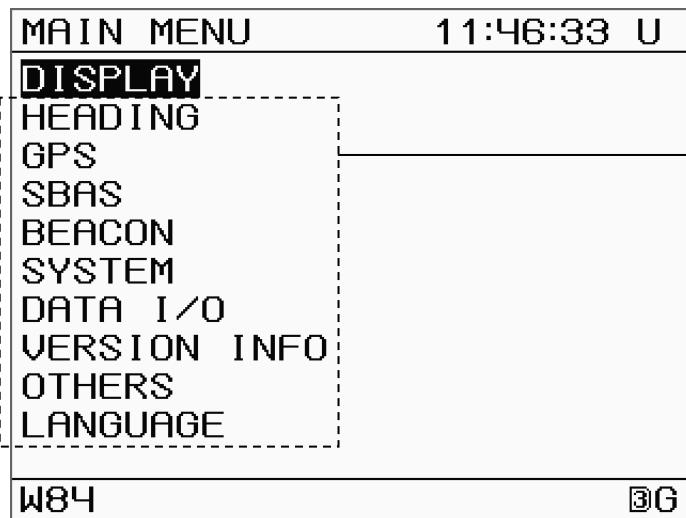 MAIN MENU 11:46:33 U
DISPLAY
HEADING
GPS
SBAS
BEACON
SYSTEM
DATA I/O
VERSION INFO
OTHERS
LANGUAGE
W84 3G